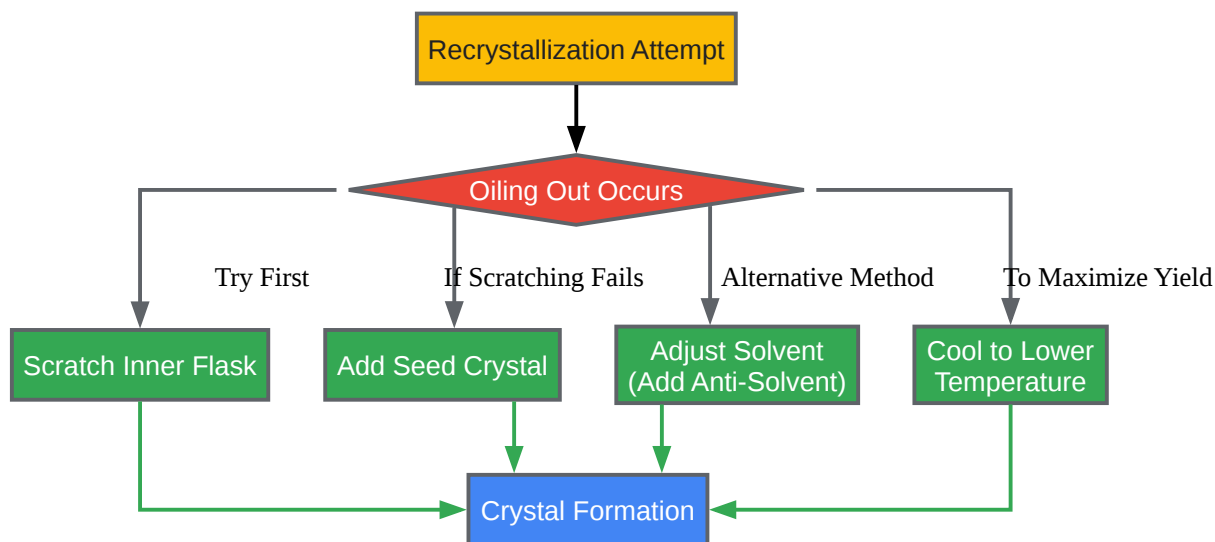 Recrystallization Attempt
Oiling Out Occurs
Try First
If Scratching Fails
Alternative Method
To Maximize Yield
Scratch Inner Flask
Add Seed Crystal
Adjust Solvent
(Add Anti-Solvent)
Cool to Lower
Temperature
Crystal Formation